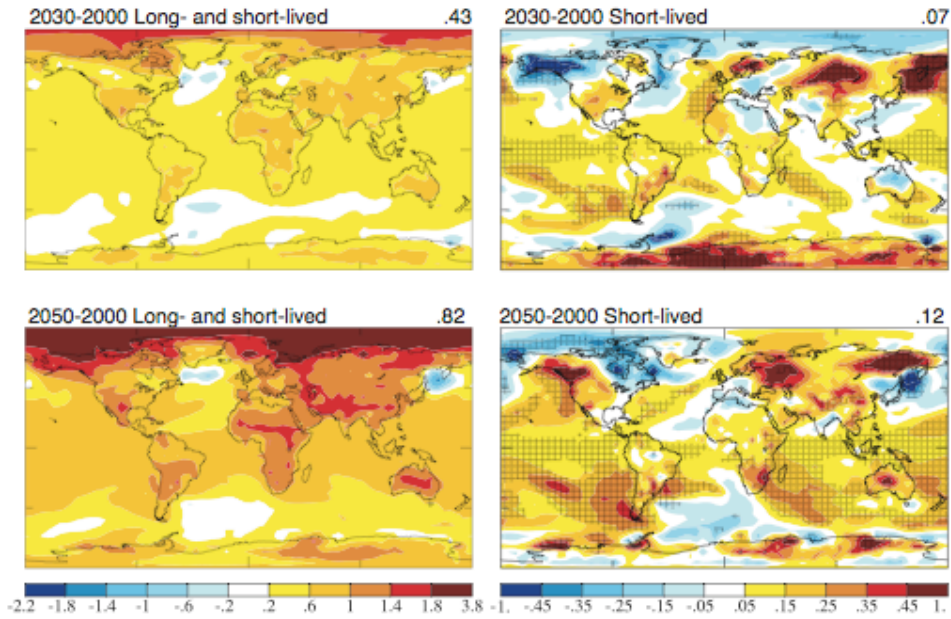 2030-2000 Long- and short-lived .43
2030-2000 Short-lived .07
2050-2000 Long- and short-lived .82
2050-2000 Short-lived .12
-2.2 -1.8 -1.4 -1 -.6 -.2 .2 .6 1 1.4 1.8 3.8
-1. -.45 -.35 -.25 -.15 -.05 .05 .15 .25 .35 .45 1.